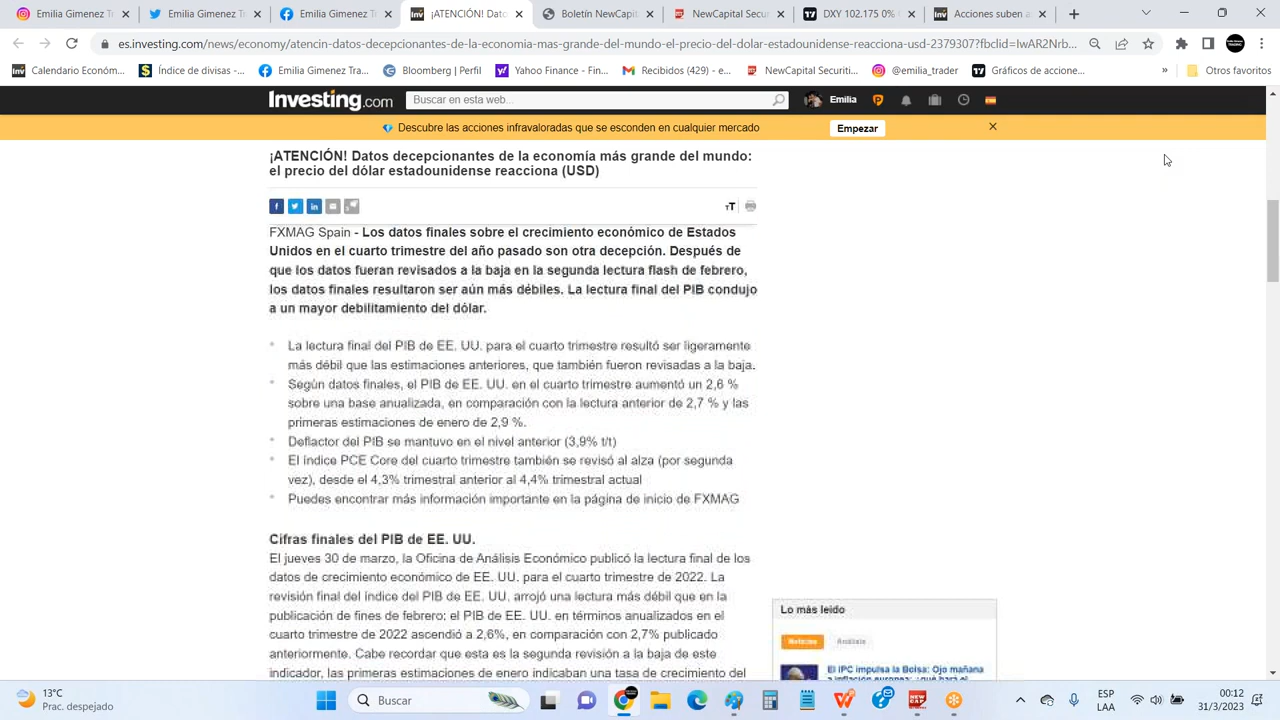 Emilia Gimenez T
Emilia Gimenez T
Emilia Gimenez T
¡ATENCIÓN! Dato
Boletín NewCapit
NewCapital Secur
DXY 102.175 0%
Acciones suben a
es.investing.com/news/economy/atencin-datos-decepcionantes-de-la-economia-mas-grande-del-mundo-el-precio-del-dolar-estadounidense-reacciona-usd-2379307?fbclid=IwAR2Nrb...
Calendario Económ...
Índice de divisas -...
Emilia Gimenez Tra...
Bloomberg | Perfil
Yahoo Finance - Fin...
Recibidos (429) - e...
NewCapital Securiti...
@emilia_trader
Gráficos de accione...
»
Otros favoritos
Investing.com
Buscar en esta web...
Emilia
Descubre las acciones infravaloradas que se esconden en cualquier mercado
Empezar
¡ATENCIÓN! Datos decepcionantes de la economía más grande del mundo:
el precio del dólar estadounidense reacciona (USD)
FXMAG Spain - Los datos finales sobre el crecimiento económico de Estados
Unidos en el cuarto trimestre del año pasado son otra decepción. Después de
que los datos fueran revisados a la baja en la segunda lectura flash de febrero,
los datos finales resultaron ser aún más débiles. La lectura final del PIB condujo
a un mayor debilitamiento del dólar.
La lectura final del PIB de EE. UU. para el cuarto trimestre resultó ser ligeramente
más débil que las estimaciones anteriores, que también fueron revisadas a la baja.
Según datos finales, el PIB de EE. UU. en el cuarto trimestre aumentó un 2,6 %
sobre una base anualizada, en comparación con la lectura anterior de 2,7 % y las
primeras estimaciones de enero de 2,9 %.
Deflactor del PIB se mantuvo en el nivel anterior (3,9% t/t)
El índice PCE Core del cuarto trimestre también se revisó al alza (por segunda
vez), desde el 4,3% trimestral anterior al 4,4% trimestral actual
Puedes encontrar más información importante en la página de inicio de FXMAG
Cifras finales del PIB de EE. UU.
El jueves 30 de marzo, la Oficina de Análisis Económico publicó la lectura final de los
datos de crecimiento económico de EE. UU. para el cuarto trimestre de 2022. La
revisión final del índice del PIB de EE. UU. arrojó una lectura más débil que en la
publicación de fines de febrero: el PIB de EE. UU. en términos anualizados en el
cuarto trimestre de 2022 ascendió a 2,6%, en comparación con 2,7% publicado
anteriormente. Cabe recordar que esta es la segunda revisión a la baja de este
indicador, las primeras estimaciones de enero indicaban una tasa de crecimiento del
Lo más leído
Noticias
Análisis
El IPC impulsa la Bolsa: Ojo mañana
a inflación europea: ¿qué hará el
13°C
Prac. despejado
Buscar
ESP
LAA
00:12
31/3/2023